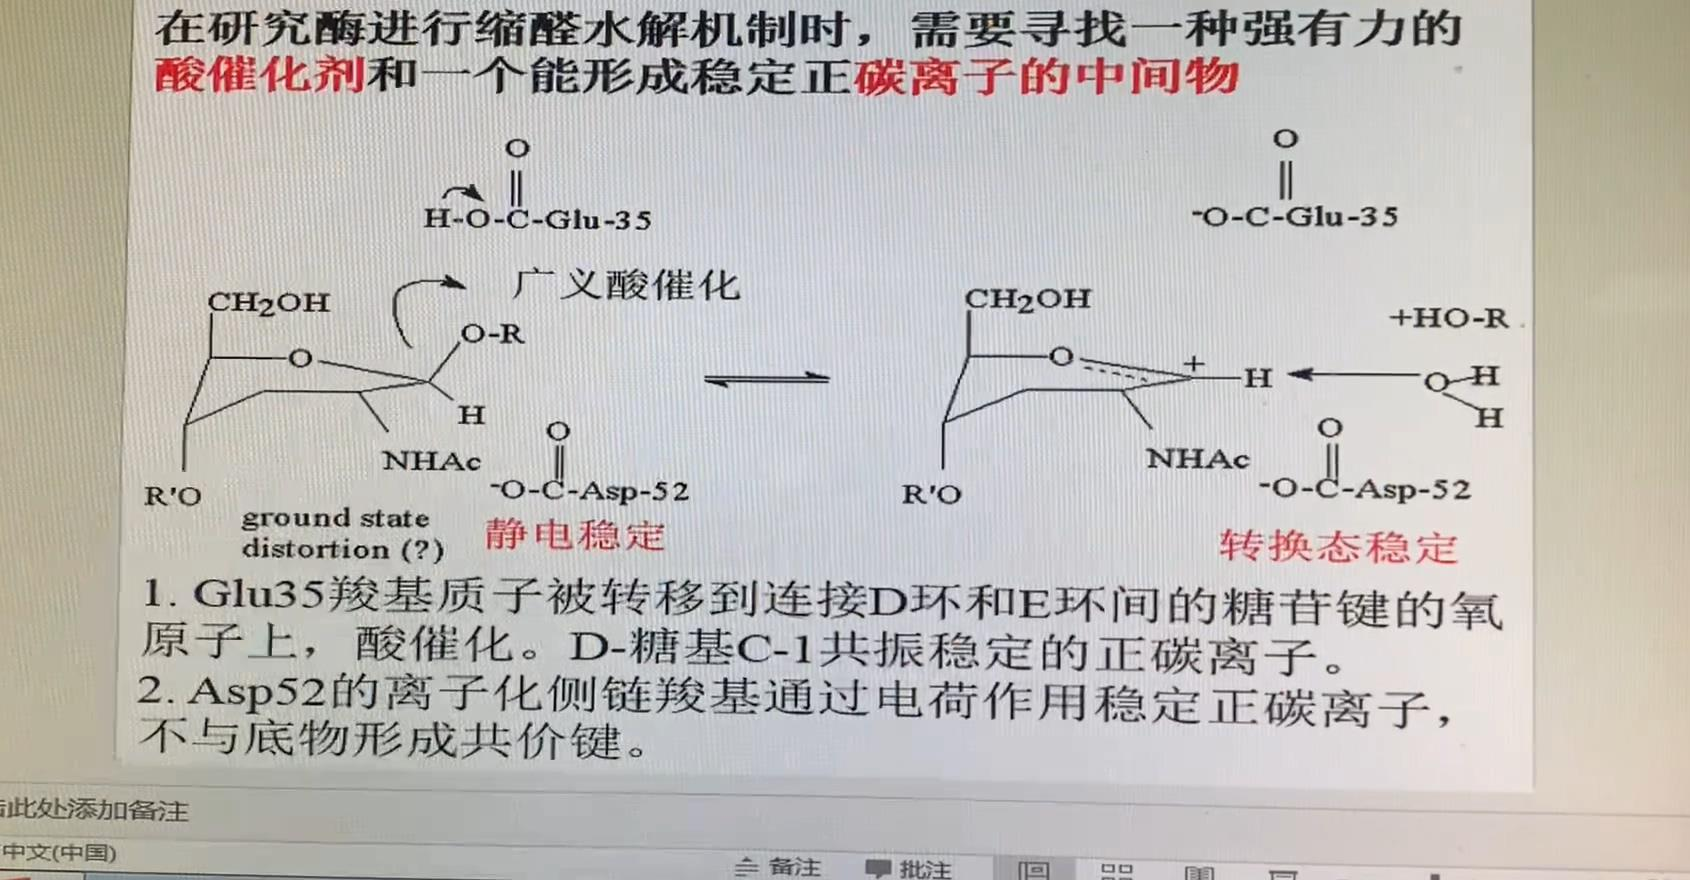 在研究酶进行缩醛水解机制时，需要寻找一种强有力的
酸催化剂和一个能形成稳定正碳离子的中间物
O
H-O-C-Glu-35
O
-O-C-Glu-35
广义酸催化
CH2OH
O-R
O
H
NHAc
R'O
O
-O-C-Asp-52
ground state
distortion (?)
静电稳定
CH2OH
+HO-R
O
+
H
O
H
H
NHAc
R'O
O
-O-C-Asp-52
转换态稳定
1. Glu35羧基质子被转移到连接D环和E环间的糖苷键的氧
原子上，酸催化。D-糖基C-1共振稳定的正碳离子。
2. Asp52的离子化侧链羧基通过电荷作用稳定正碳离子，
不与底物形成共价键。
此处添加备注
中文(中国)
备注
批注